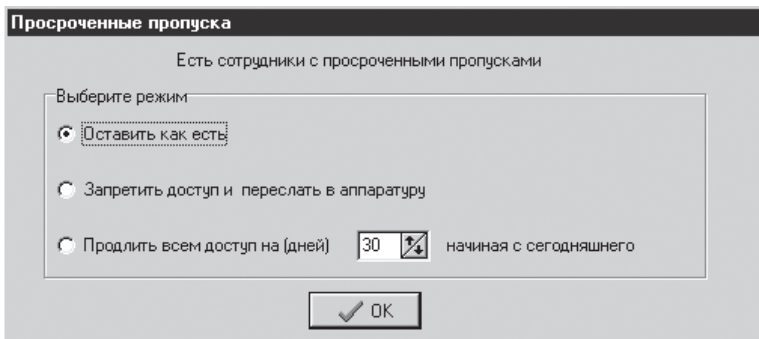 Просроченные пропуска
Есть сотрудники с просроченными пропусками
Выберите режим
Оставить как есть
Запретить доступ и переслать в аппаратуру
Продлить всем доступ на (дней) 30 начиная с сегодняшнего
OK